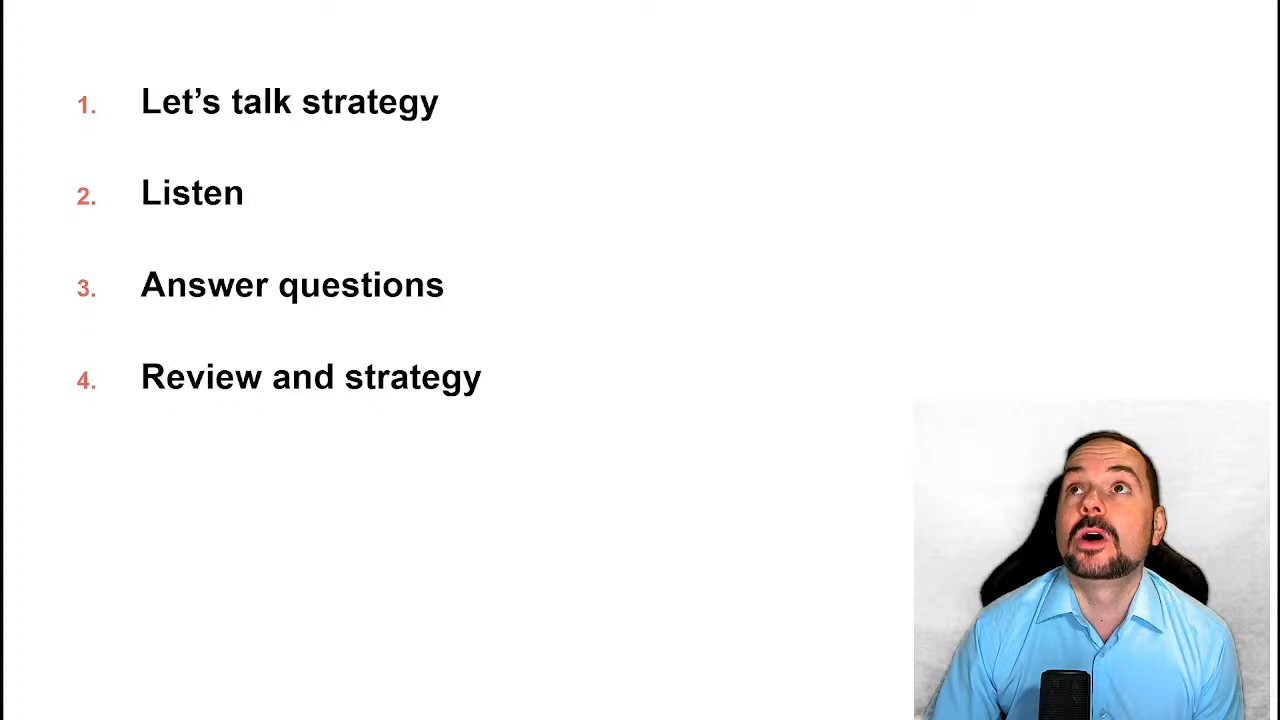 1. Let’s talk strategy
2. Listen
3. Answer questions
4. Review and strategy